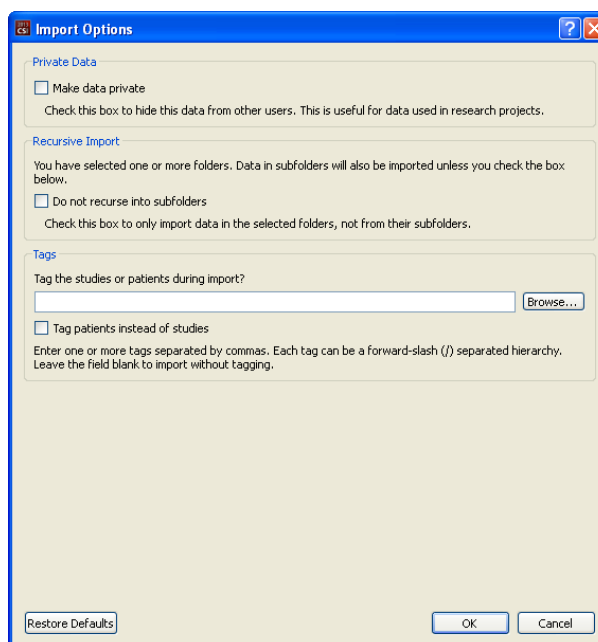 2013
CSI
Import Options
Private Data
Make data private
Check this box to hide this data from other users. This is useful for data used in research projects.
Recursive Import
You have selected one or more folders. Data in subfolders will also be imported unless you check the box
below.
Do not recurse into subfolders
Check this box to only import data in the selected folders, not from their subfolders.
Tags
Tag the studies or patients during import?
Browse...
Tag patients instead of studies
Enter one or more tags separated by commas. Each tag can be a forward-slash (/) separated hierarchy.
Leave the field blank to import without tagging.
Restore Defaults
OK
Cancel